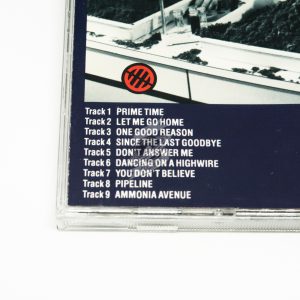 Track 1 PRIME TIME
Track 2 LET ME GO HOME
Track 3 ONE GOOD REASON
Track 4 SINCE THE LAST GOODBYE
Track 5 DON'T ANSWER ME
Track 6 DANCING ON A HIGHWIRE
Track 7 YOU DON'T BELIEVE
Track 8 PIPELINE
Track 9 AMMONIA AVENUE